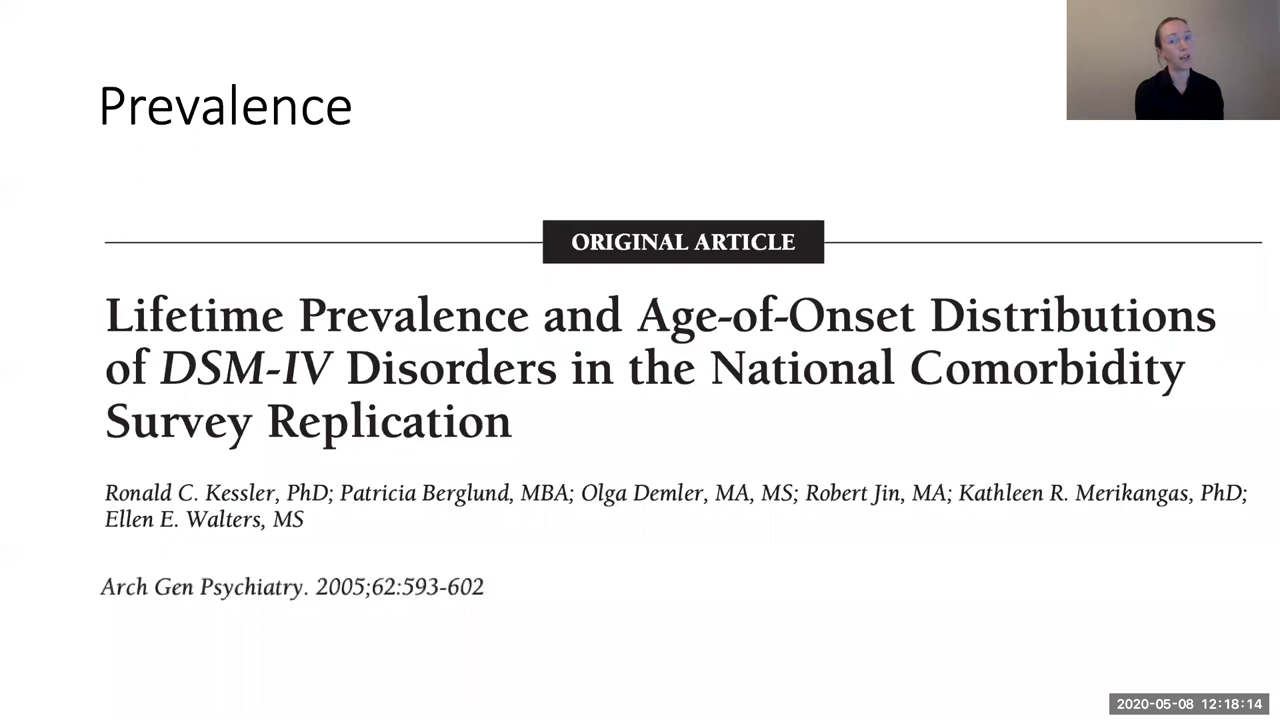 Prevalence
ORIGINAL ARTICLE
Lifetime Prevalence and Age-of-Onset Distributions
of DSM-IV Disorders in the National Comorbidity
Survey Replication
Ronald C. Kessler, PhD; Patricia Berglund, MBA; Olga Demler, MA, MS; Robert Jin, MA; Kathleen R. Merikangas, PhD;
Ellen E. Walters, MS
Arch Gen Psychiatry. 2005;62:593-602
2020-05-08 12:18:14